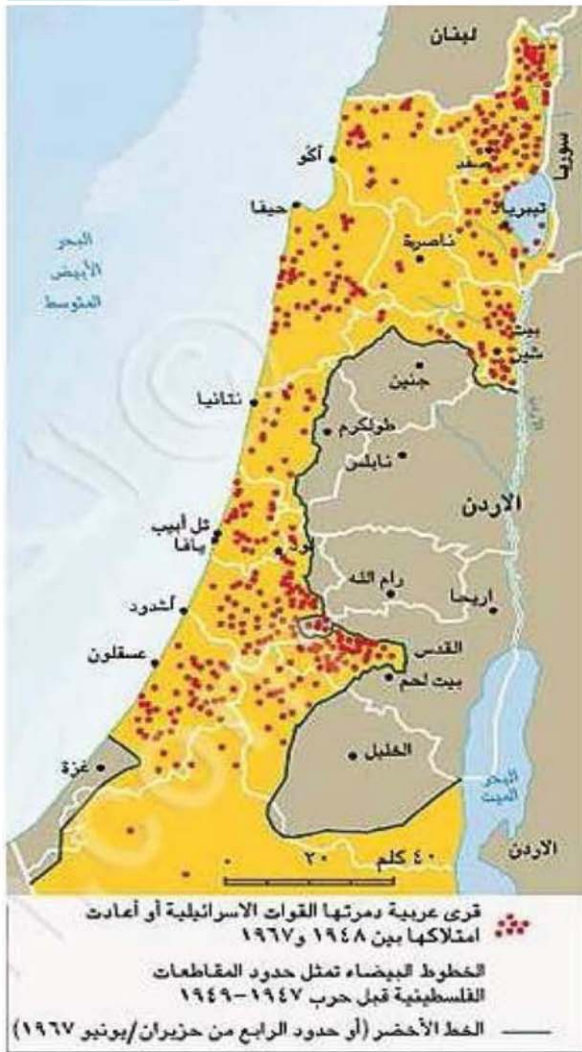 لبنان
سوريا
صفد
أكو
تيبرياد
حيفا
ناصرة
البحر
الأبيض
المتوسط
بيت
شين
جنين
نتانيا
طولكرم
نابلس
الاردن
تل أبيب
يافا
لود
رام الله
اريحا
أشدود
القدس
عسقلون
بيت لحم
الخليل
غزة
البحر
الميت
الاردن
٢٠ ٤٠ كلم
قرى عربية دمرتها القوات الاسرائيلية أو أعادت
امتلاكها بين ١٩٤٨ و١٩٦٧
الخطوط البيضاء تمثل حدود المقاطعات
الفلسطينية قبل حرب ١٩٤٧-١٩٤٩
الخط الأخضر (أو حدود الرابع من حزيران/يونيو ١٩٦٧)